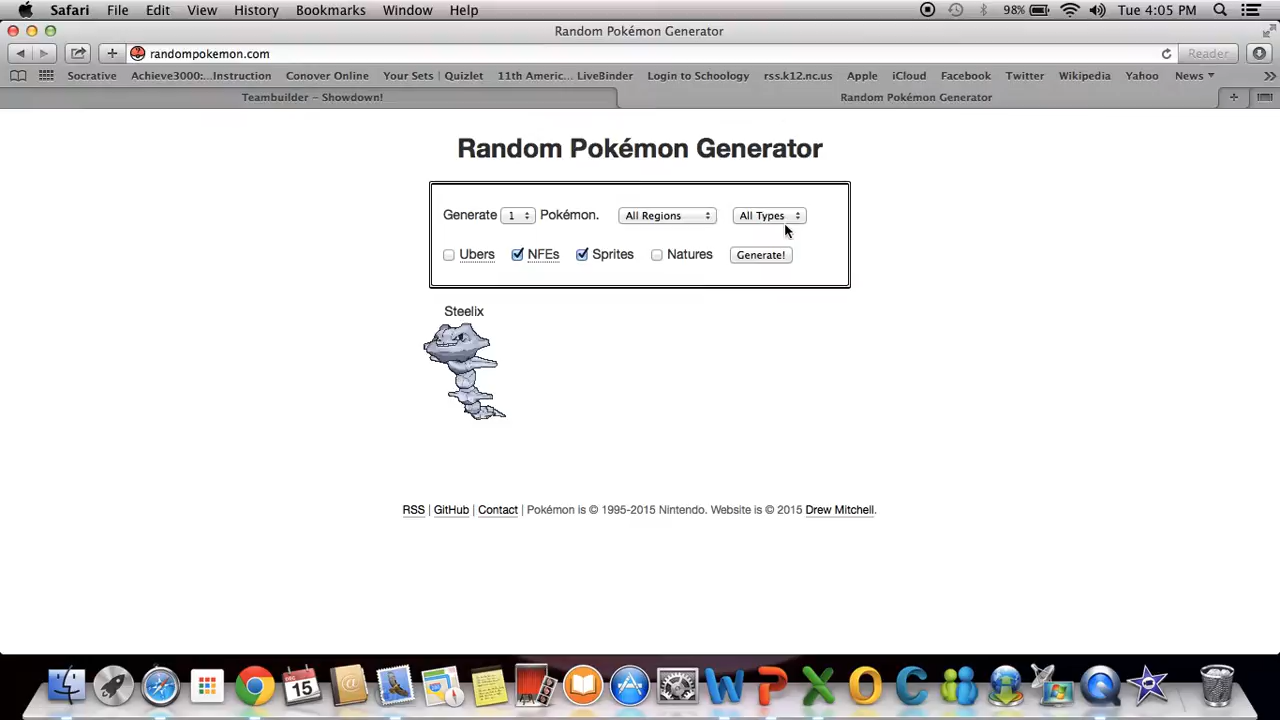 Safari File Edit View History Bookmarks Window Help 98% Tue 4:05 PM
Random Pokémon Generator
randompokemon.com Reader
Socrative Achieve3000:...Instruction Conover Online Your Sets | Quizlet 11th Americ... LiveBinder Login to Schoology rss.k12.nc.us Apple iCloud Facebook Twitter Wikipedia Yahoo News
Teambuilder – Showdown! Random Pokémon Generator
Random Pokémon Generator
Generate 1 Pokémon. All Regions All Types
Ubers NFEs Sprites Natures Generate!
Steelix
RSS | GitHub | Contact | Pokémon is © 1995-2015 Nintendo. Website is © 2015 Drew Mitchell.
15